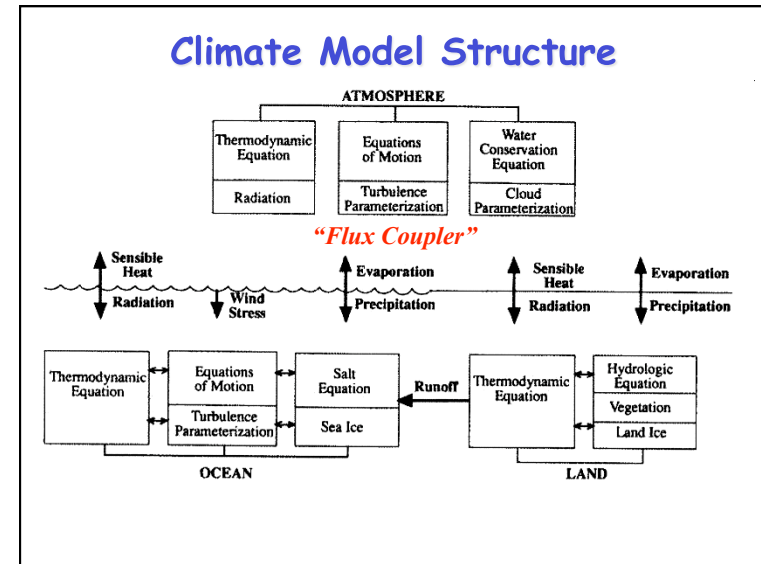 Climate Model Structure
ATMOSPHERE
Thermodynamic
Equation
Radiation
Equations
of Motion
Turbulence
Parameterization
Water
Conservation
Equation
Cloud
Parameterization
“Flux Coupler”
Sensible
Heat
Radiation
Wind
Stress
Evaporation
Precipitation
Sensible
Heat
Radiation
Evaporation
Precipitation
Thermodynamic
Equation
Equations
of Motion
Turbulence
Parameterization
Salt
Equation
Sea Ice
OCEAN
Runoff
Thermodynamic
Equation
Hydrologic
Equation
Vegetation
Land Ice
LAND